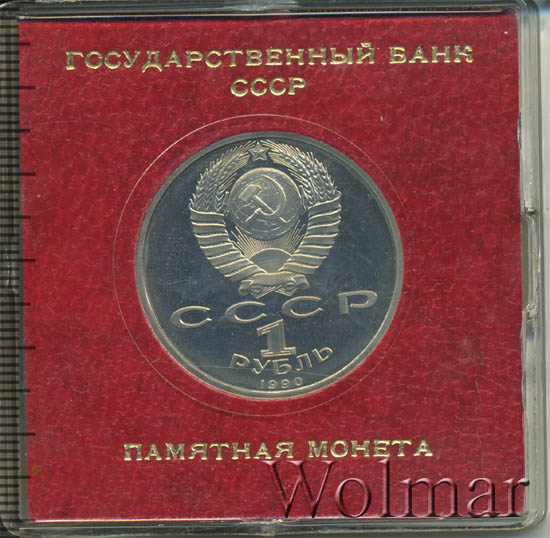 ГОСУДАРСТВЕННЫЙ БАНК
СССР
СССР
1
РУБЛЬ
1990
ПАМЯТНАЯ МОНЕТА
Wolmar